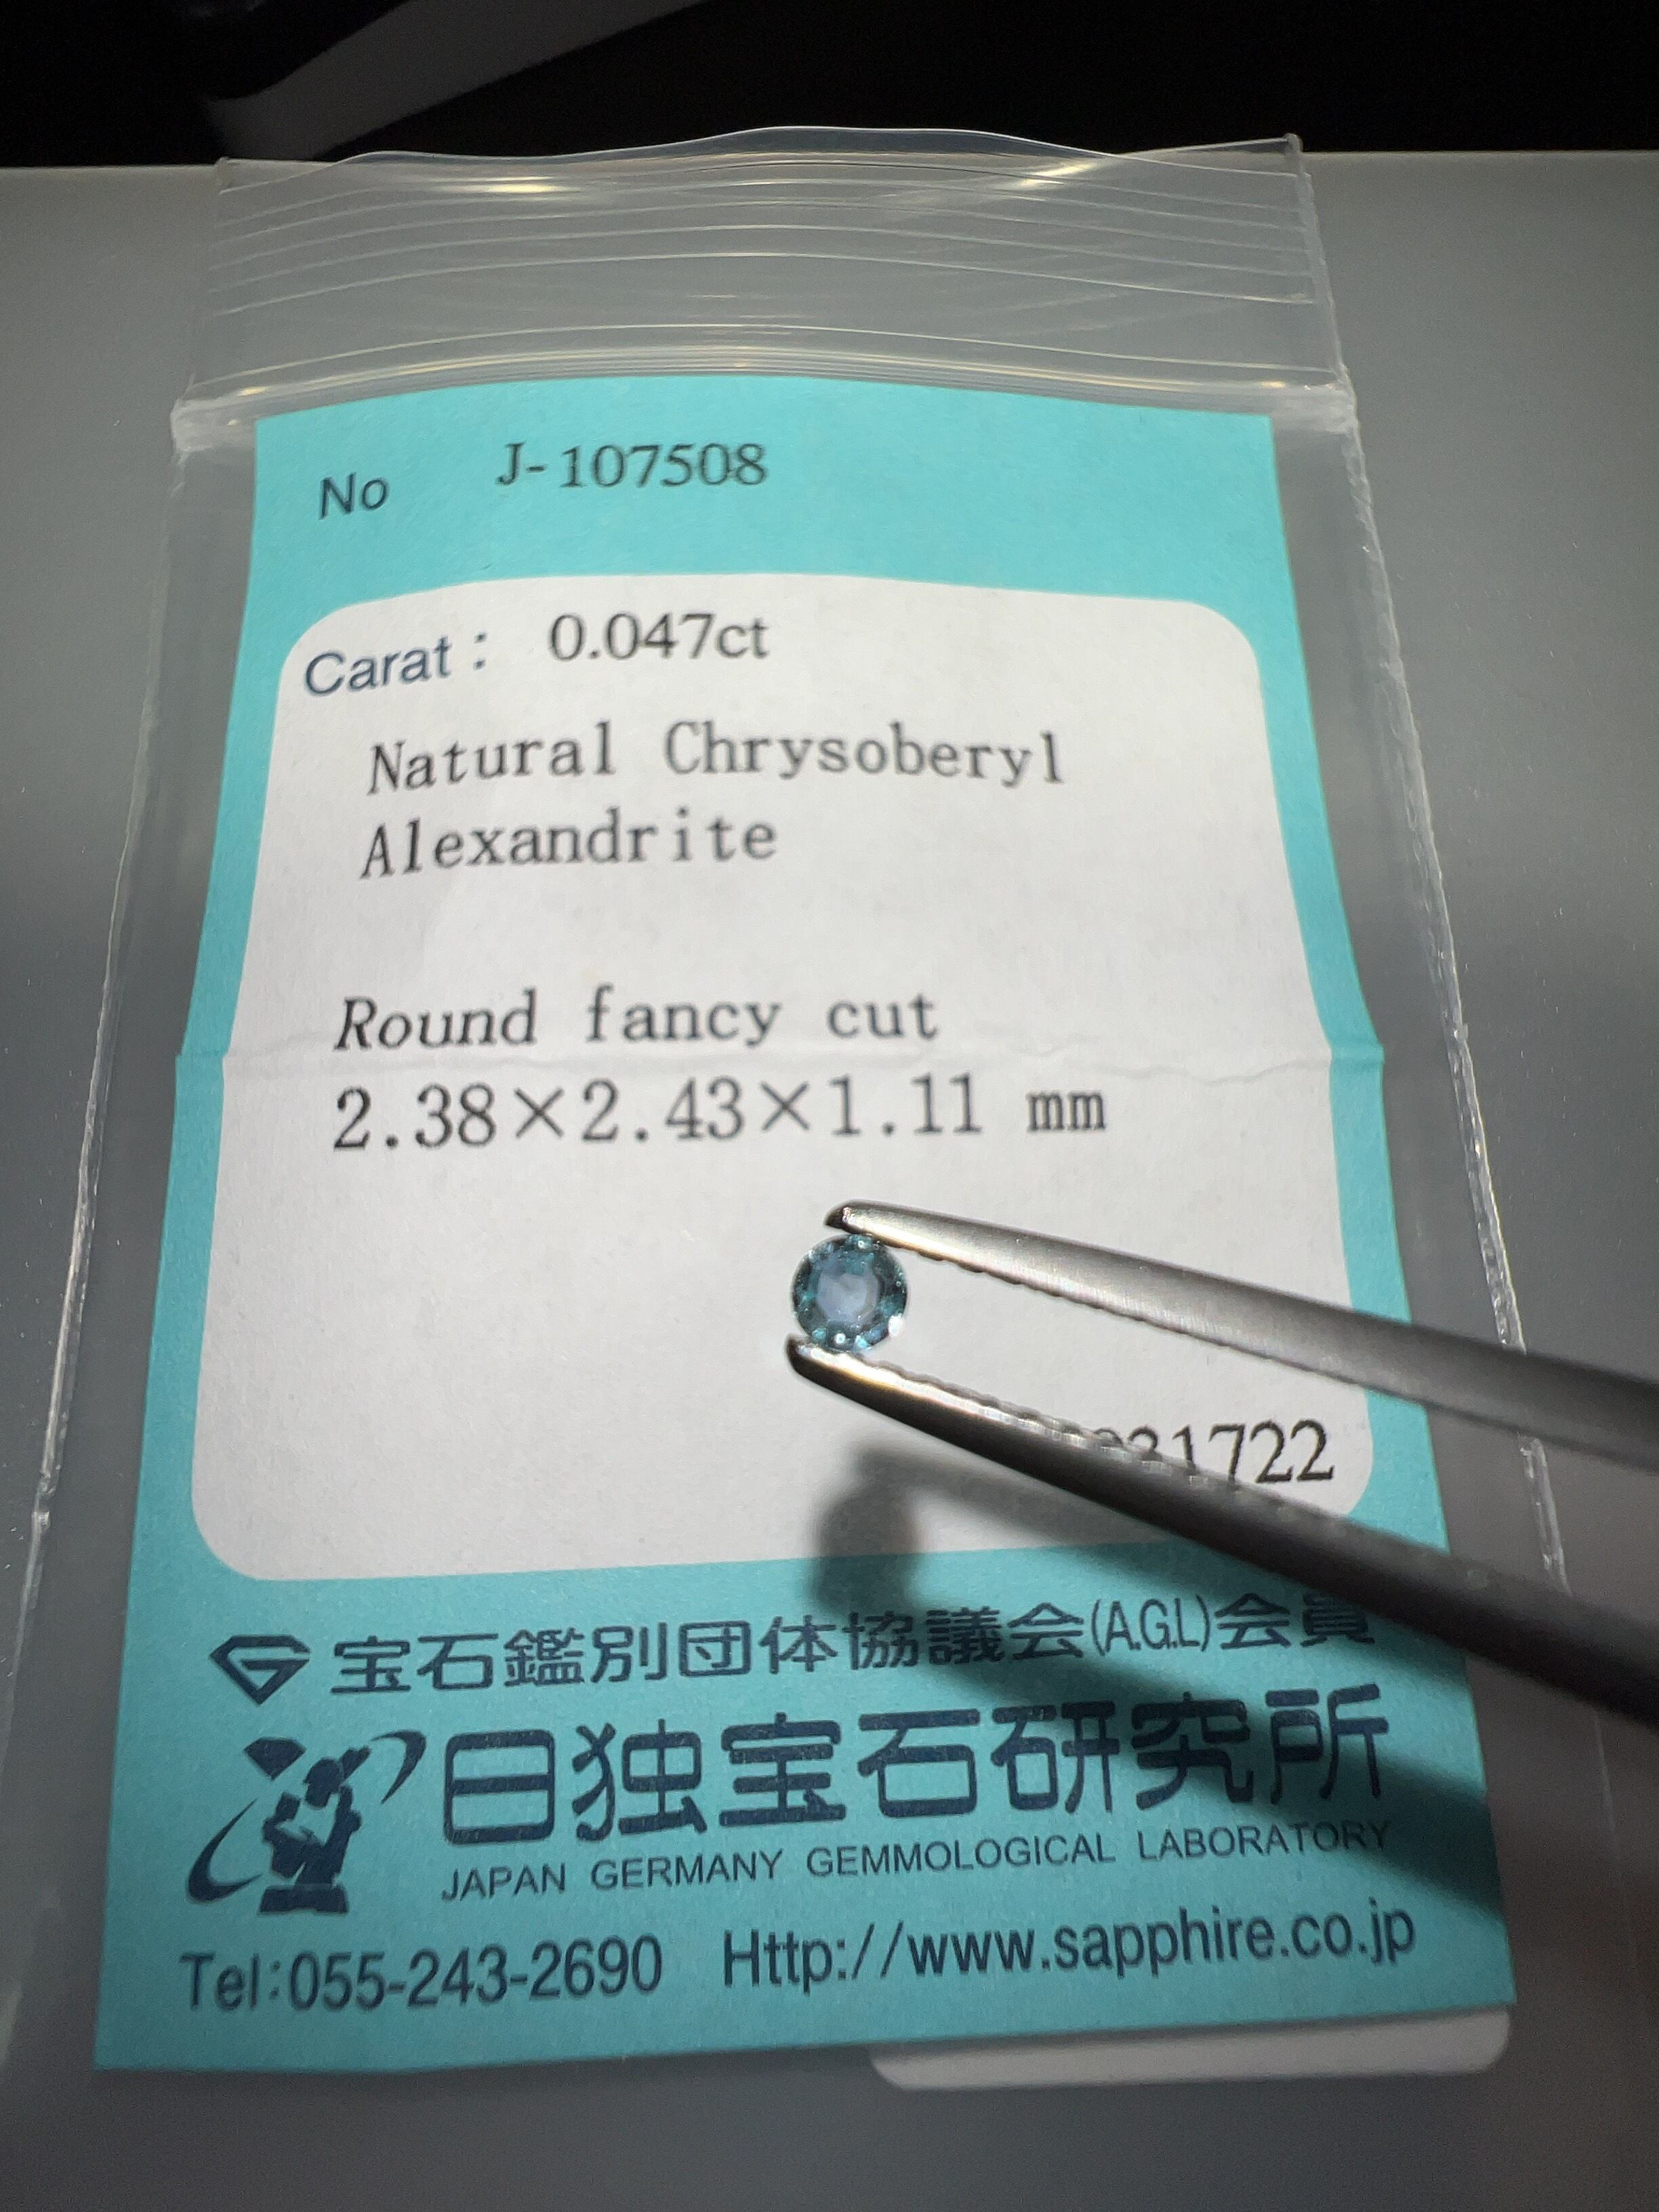 No J-107508
Carat： 0.047ct
Natural Chrysoberyl
Alexandrite
Round fancy cut
2.38×2.43×1.11 mm
31722
宝石鑑別団体協議会(A.G.L)会員
日独宝石研究所
JAPAN GERMANY GEMMOLOGICAL LABORATORY
Tel:055-243-2690 Http://www.sapphire.co.jp